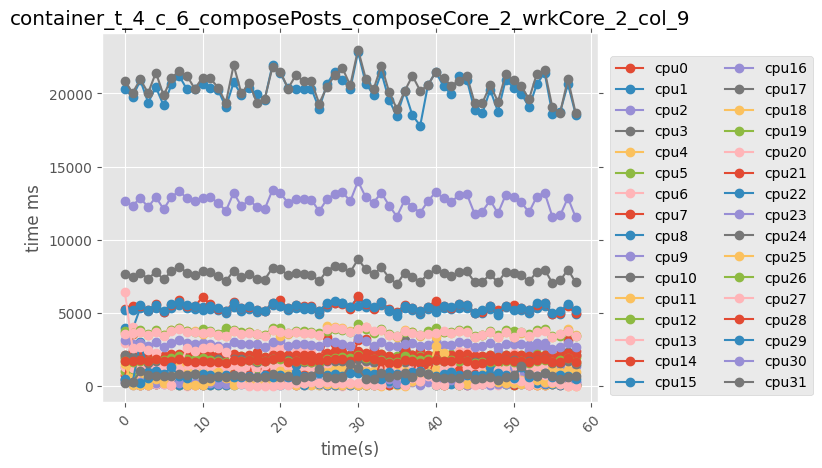 container_t_4_c_6_composePosts_composeCore_2_wrkCore_2_col_9
time ms
20000
15000
10000
5000
0
0
10
20
30
40
50
60
time(s)
cpu0
cpu1
cpu2
cpu3
cpu4
cpu5
cpu6
cpu7
cpu8
cpu9
cpu10
cpu11
cpu12
cpu13
cpu14
cpu15
cpu16
cpu17
cpu18
cpu19
cpu20
cpu21
cpu22
cpu23
cpu24
cpu25
cpu26
cpu27
cpu28
cpu29
cpu30
cpu31